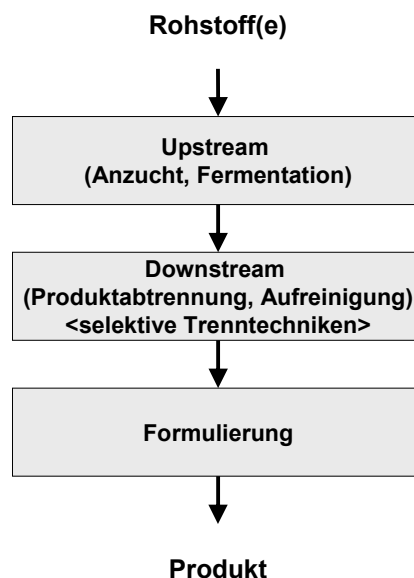 Rohstoff(e)
Upstream
(Anzucht, Fermentation)
Downstream
(Produktabtrennung, Aufreinigung)
<selektive Trenntechniken>
Formulierung
Produkt